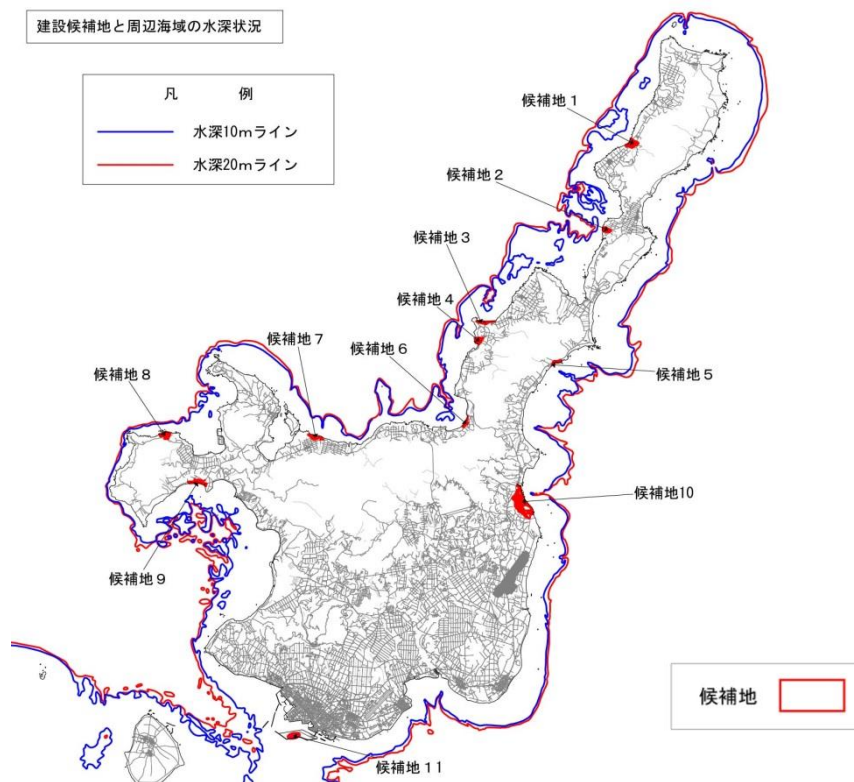 建設候補地と周辺海域の水深状況
凡 例
水深10mライン
水深20mライン
候補地1
候補地2
候補地3
候補地4
候補地7
候補地6
候補地8
候補地5
候補地10
候補地9
候補地
候補地11